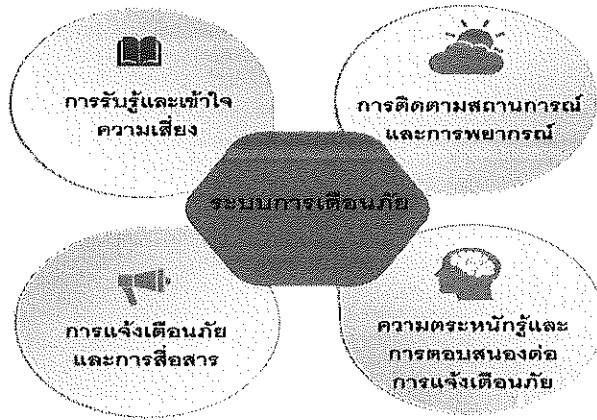 การรับรู้และเข้าใจ
ความเสี่ยง
การติดตามสถานการณ์
และการพยากรณ์
ระบบการเตือนภัย
การแจ้งเตือนภัย
และการสื่อสาร
ความตระหนักรู้และ
การตอบสนองต่อ
การแจ้งเตือนภัย